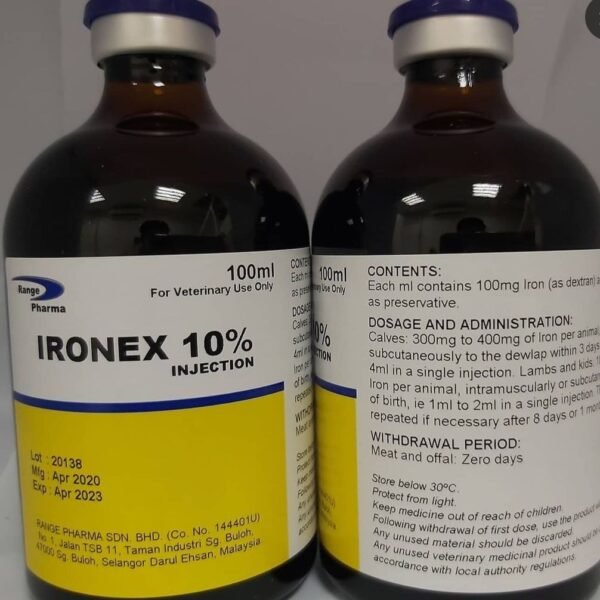 Range
Pharma
100ml
For Veterinary Use Only
IRONEX 10%
INJECTION
Lot : 20138
Mfg : Apr 2020
Exp : Apr 2023
RANGE PHARMA SDN. BHD. (Co. No. 144401U)
No. 1, Jalan TSB 11, Taman Industri Sg. Buloh,
47000 Sg. Buloh, Selangor Darul Ehsan, Malaysia
CONTENTS:
Each ml contains 100mg Iron (as dextran)
as preservative.
DOSAGE AND ADMINISTRATION:
Calves: 300mg to 400mg of Iron per animal
subcutaneously to the dewlap within 3 days
4ml in a single injection. Lambs and kids:
Iron per animal, intramuscularly or
of birth, ie 1ml to 2ml in a single injection.
repeated if necessary after 8 days or 1
WITHDRAWAL PERIOD:
Meat and offal: Zero days
Store below 30ºC.
Protect from light.
Keep medicine out of reach of children.
Following withdrawal of first dose, use the product
Any unused material should be discarded.
Any unused veterinary medicinal product should be
accordance with local authority regulations.
100ml
Use Only
INJECTION